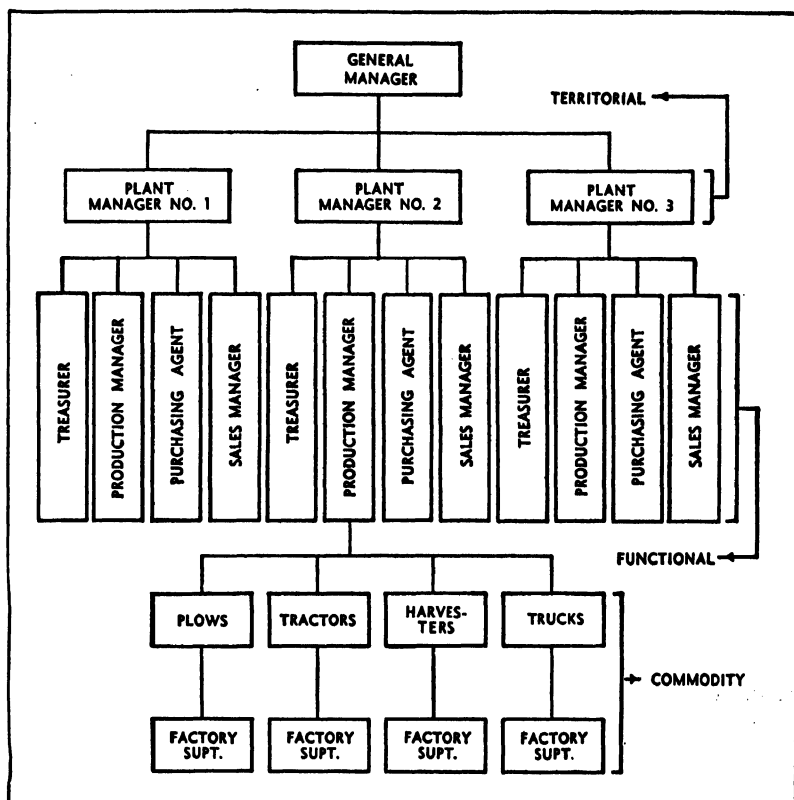 GENERAL
MANAGER
TERRITORIAL
PLANT
MANAGER NO. 1
PLANT
MANAGER NO. 2
PLANT
MANAGER NO. 3
TREASURER
PRODUCTION MANAGER
PURCHASING AGENT
SALES MANAGER
TREASURER
PRODUCTION MANAGER
PURCHASING AGENT
SALES MANAGER
TREASURER
PRODUCTION MANAGER
PURCHASING AGENT
SALES MANAGER
FUNCTIONAL
PLOWS
TRACTORS
HARVES-
TERS
TRUCKS
COMMODITY
FACTORY
SUPT.
FACTORY
SUPT.
FACTORY
SUPT.
FACTORY
SUPT.